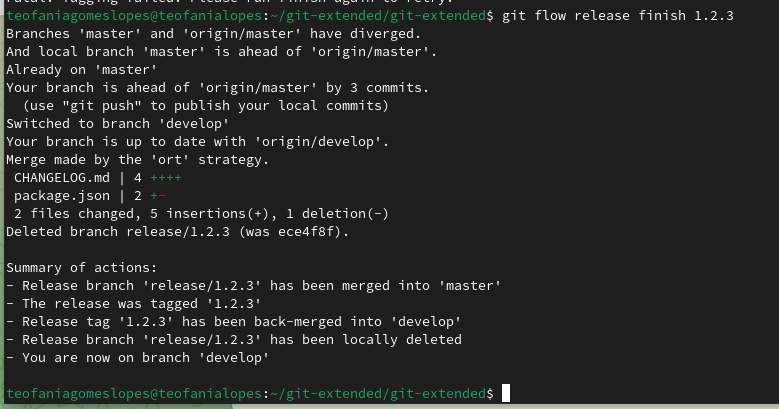 fatal: Tagging failed. Please run finish again to retry.
teofaniagomeslopes@teofanialopes:~/git-extended/git-extended$ git flow release finish 1.2.3
Branches 'master' and 'origin/master' have diverged.
And local branch 'master' is ahead of 'origin/master'.
Already on 'master'
Your branch is ahead of 'origin/master' by 3 commits.
  (use "git push" to publish your local commits)
Switched to branch 'develop'
Your branch is up to date with 'origin/develop'.
Merge made by the 'ort' strategy.
 CHANGELOG.md | 4 ++++
 package.json | 2 +-
 2 files changed, 5 insertions(+), 1 deletion(-)
Deleted branch release/1.2.3 (was ece4f8f).

Summary of actions:
- Release branch 'release/1.2.3' has been merged into 'master'
- The release was tagged '1.2.3'
- Release tag '1.2.3' has been back-merged into 'develop'
- Release branch 'release/1.2.3' has been locally deleted
- You are now on branch 'develop'

teofaniagomeslopes@teofanialopes:~/git-extended/git-extended$